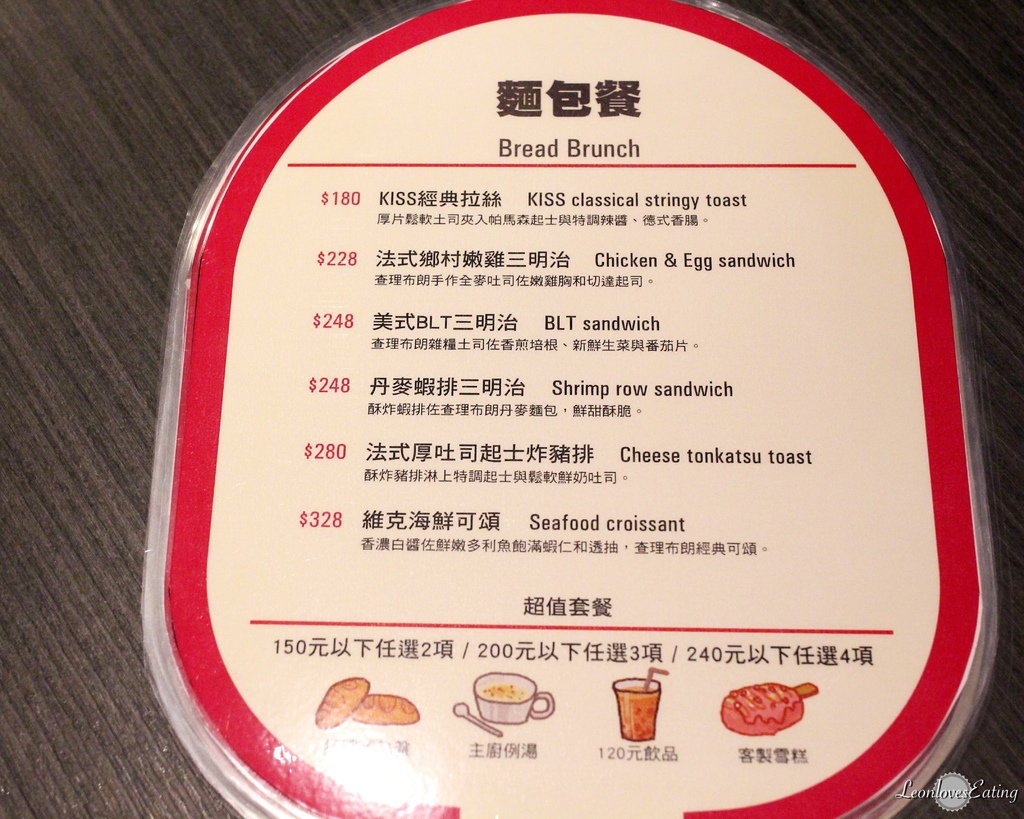 麵包餐
Bread Brunch
$180 KISS經典拉絲 KISS classical stringy toast
厚片鬆軟土司夾入帕馬森起士與特調辣醬、德式香腸。
$228 法式鄉村嫩雞三明治 Chicken & Egg sandwich
查理布朗手作全麥吐司佐嫩雞胸和切達起司。
$248 美式BLT三明治 BLT sandwich
查理布朗雜糧土司佐香煎培根、新鮮生菜與番茄片。
$248 丹麥蝦排三明治 Shrimp row sandwich
酥炸蝦排佐查理布朗丹麥麵包，鮮甜酥脆。
$280 法式厚吐司起士炸豬排 Cheese tonkatsu toast
酥炸豬排淋上特調起士與鬆軟鮮奶吐司。
$328 維克海鮮可頌 Seafood croissant
香濃白醬佐鮮嫩多利魚飽滿蝦仁和透抽，查理布朗經典可頌。
超值套餐
150元以下任選2項 / 200元以下任選3項 / 240元以下任選4項
主廚例湯 120元飲品 客製雪糕
LeonlovesEating